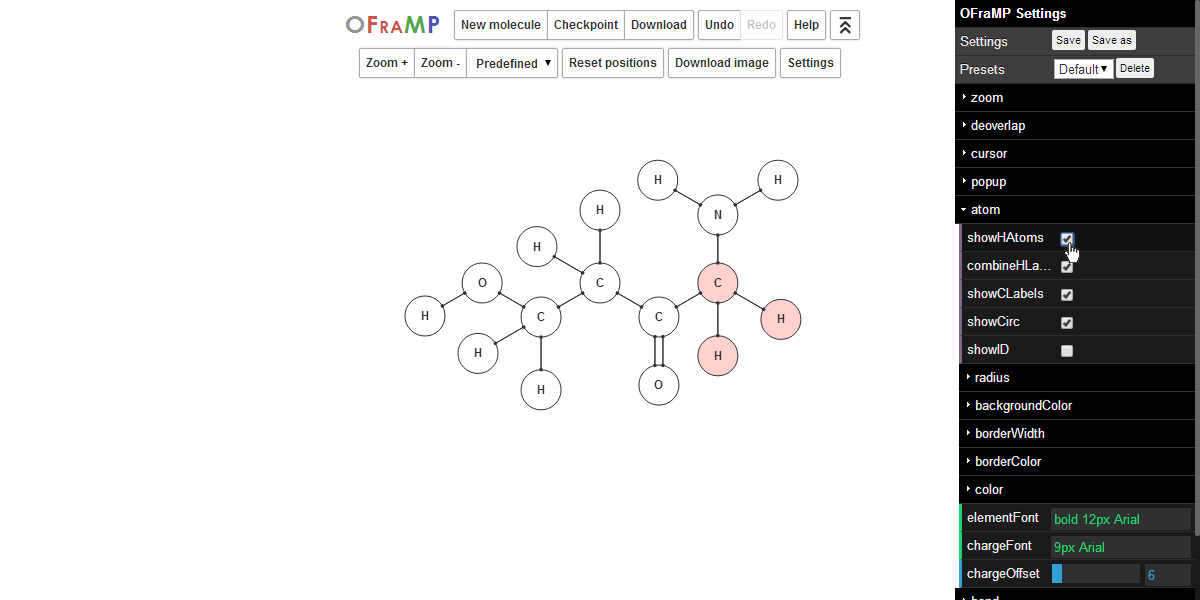 OFRAMP New molecule Checkpoint Download Undo Redo Help
Zoom + Zoom - Predefined ▼ Reset positions Download image Settings
H H
H N
H
O C C
H C C H
H H
H O
OFraMP Settings
Settings Save Save as
Presets Default ▼ Delete
zoom
deoverlap
cursor
popup
atom
showHAtoms
combineHLa...
showCLabels
showCirc
showID
radius
backgroundColor
borderWidth
borderColor
color
elementFont bold 12px Arial
chargeFont 9px Arial
chargeOffset 6